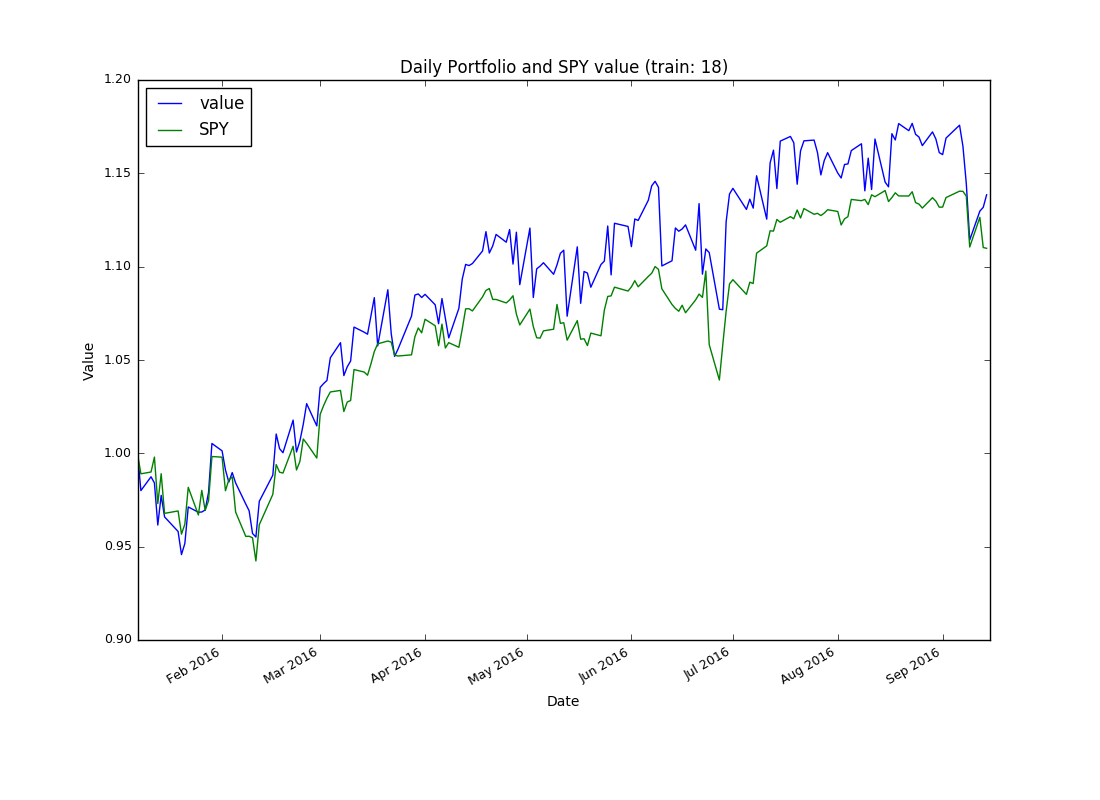 Daily Portfolio and SPY value (train: 18)
1.20
value
SPY
1.15
1.10
1.05
1.00
0.95
0.90
Value
Feb 2016
Mar 2016
Apr 2016
May 2016
Jun 2016
Jul 2016
Aug 2016
Sep 2016
Date